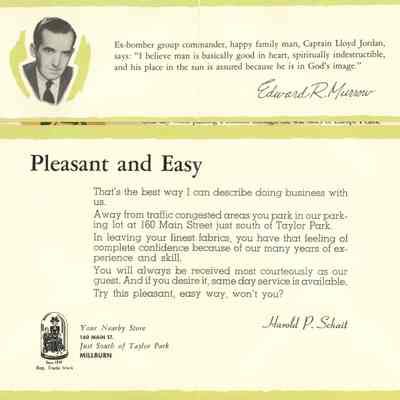 Ex-bomber group commander, happy family man, Captain Lloyd Jordan,
says: "I believe man is basically good in heart, spiritually indestructible,
and his place in the sun is assured because he is in God's image."
Edward R. Murrow
Pleasant and Easy
That's the best way I can describe doing business with
us.
Away from traffic congested areas you park in our park-
ing lot at 160 Main Street just south of Taylor Park.
In leaving your finest fabrics, you have that feeling of
complete confidence because of our many years of ex-
perience and skill.
You will always be received most courteously as our
guest. And if you desire it, same day service is available.
Try this pleasant, easy way, won't you?
Harold P. Schait
Your Nearby Store
160 MAIN ST.
Just South of Taylor Park
MILLBURN
Reg. Trade Mark